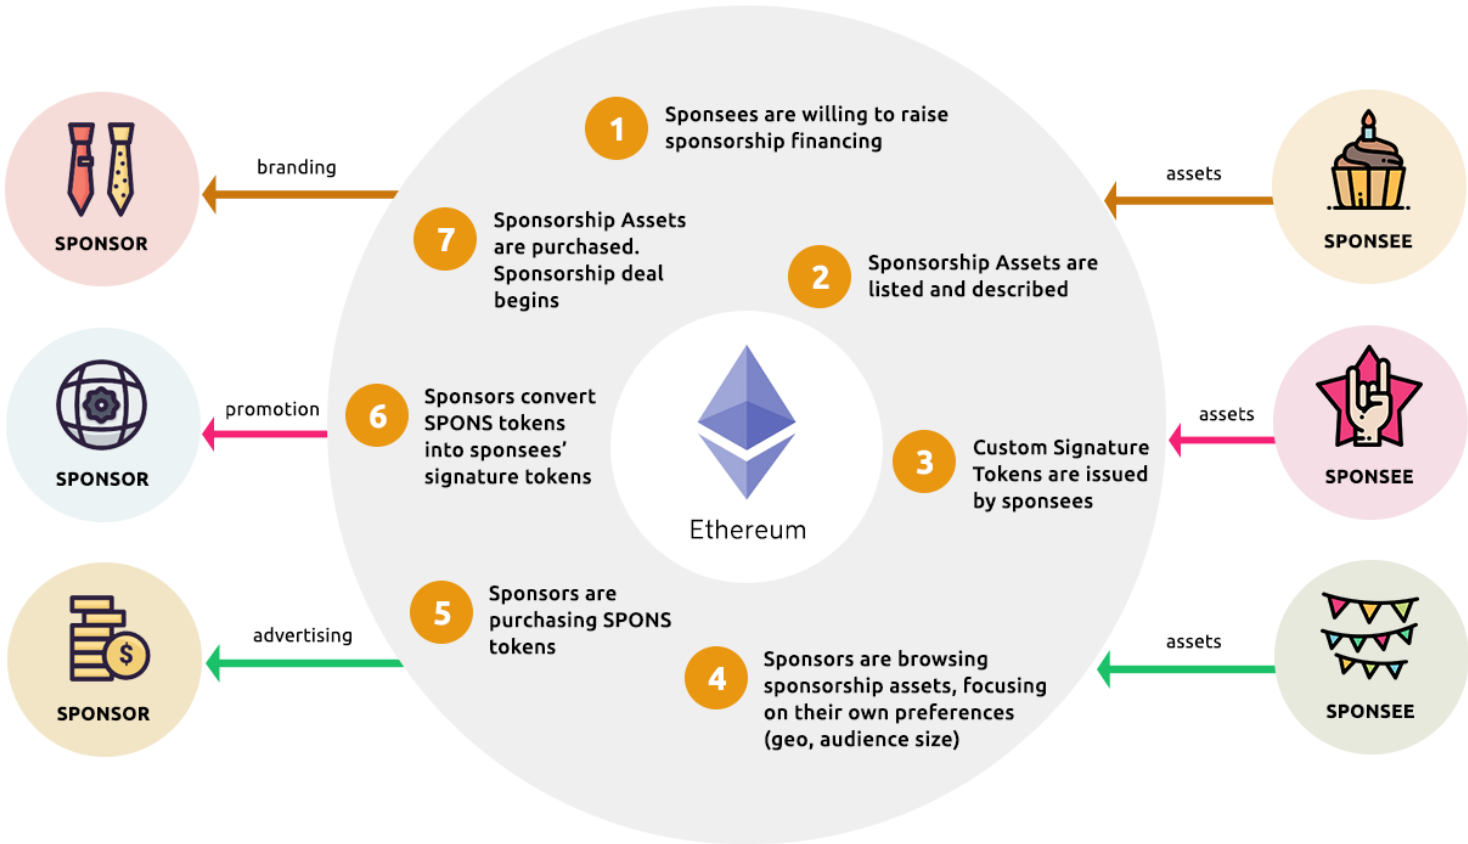 1
Sponsees are willing to raise
sponsorship financing
2
Sponsorship Assets are
listed and described
3
Custom Signature
Tokens are issued
by sponsees
4
Sponsors are browsing
sponsorship assets, focusing
on their own preferences
(geo, audience size)
5
Sponsors are
purchasing SPONS
tokens
6
Sponsors convert
SPONS tokens
into sponsees’
signature tokens
7
Sponsorship Assets
are purchased.
Sponsorship deal
begins
Ethereum
SPONSOR
branding
SPONSOR
promotion
$
SPONSOR
advertising
assets
SPONSEE
assets
SPONSEE
assets
SPONSEE